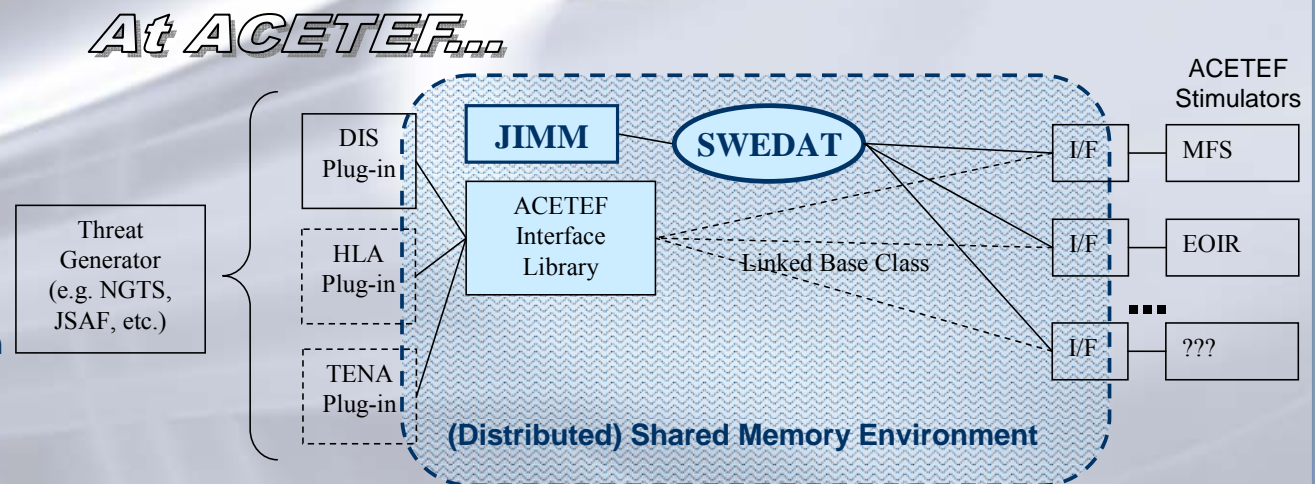 At ACETEF...
Threat
Generator
(e.g. NGTS,
JSAF, etc.)
DIS
Plug-in
HLA
Plug-in
TENA
Plug-in
JIMM
SWEDAT
ACETEF
Interface
Library
Linked Base Class
(Distributed) Shared Memory Environment
ACETEF
Stimulators
I/F
MFS
I/F
EOIR
...
I/F
???